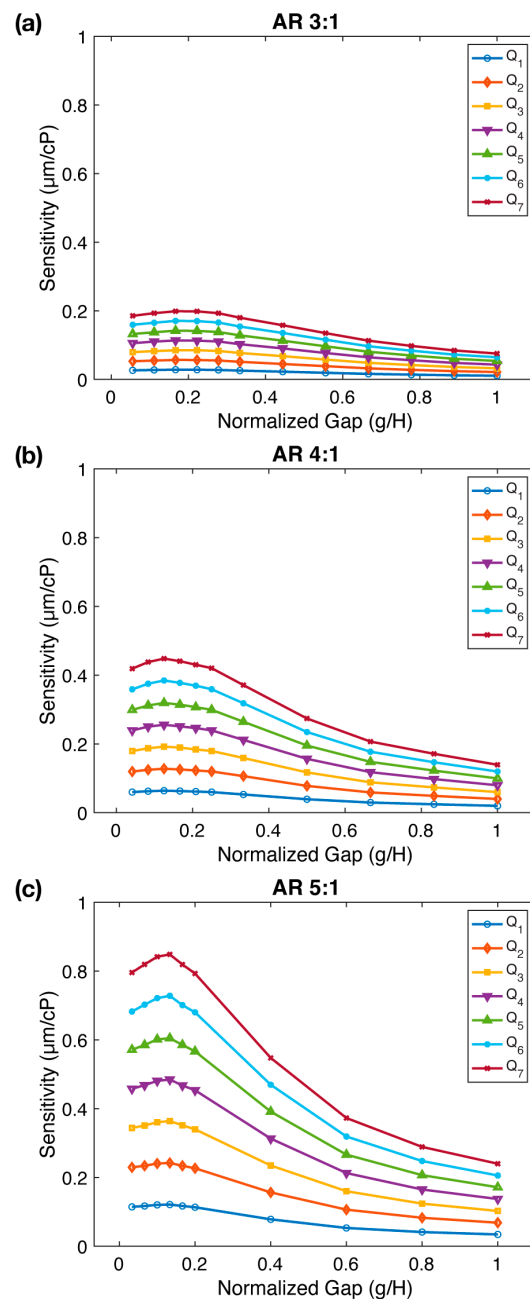 (a)
AR 3:1
Sensitivity (μm/cP)
1
0.8
0.6
0.4
0.2
0
0 0.2 0.4 0.6 0.8 1
Normalized Gap (g/H)
Q1
Q2
Q3
Q4
Q5
Q6
Q7
(b)
AR 4:1
Sensitivity (μm/cP)
1
0.8
0.6
0.4
0.2
0
0 0.2 0.4 0.6 0.8 1
Normalized Gap (g/H)
Q1
Q2
Q3
Q4
Q5
Q6
Q7
(c)
AR 5:1
Sensitivity (μm/cP)
1
0.8
0.6
0.4
0.2
0
0 0.2 0.4 0.6 0.8 1
Normalized Gap (g/H)
Q1
Q2
Q3
Q4
Q5
Q6
Q7